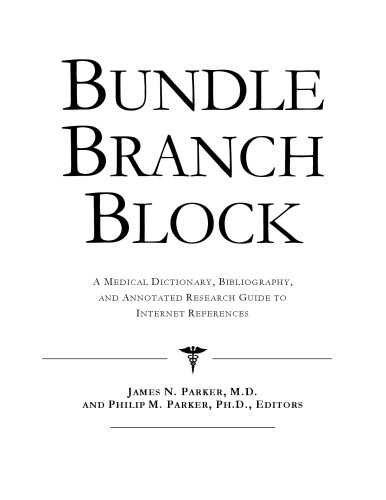 BUNDLE
BRANCH
BLOCK
A MEDICAL DICTIONARY, BIBLIOGRAPHY,
AND ANNOTATED RESEARCH GUIDE TO
INTERNET REFERENCES
JAMES N. PARKER, M.D.
AND PHILIP M. PARKER, PH.D., EDITORS